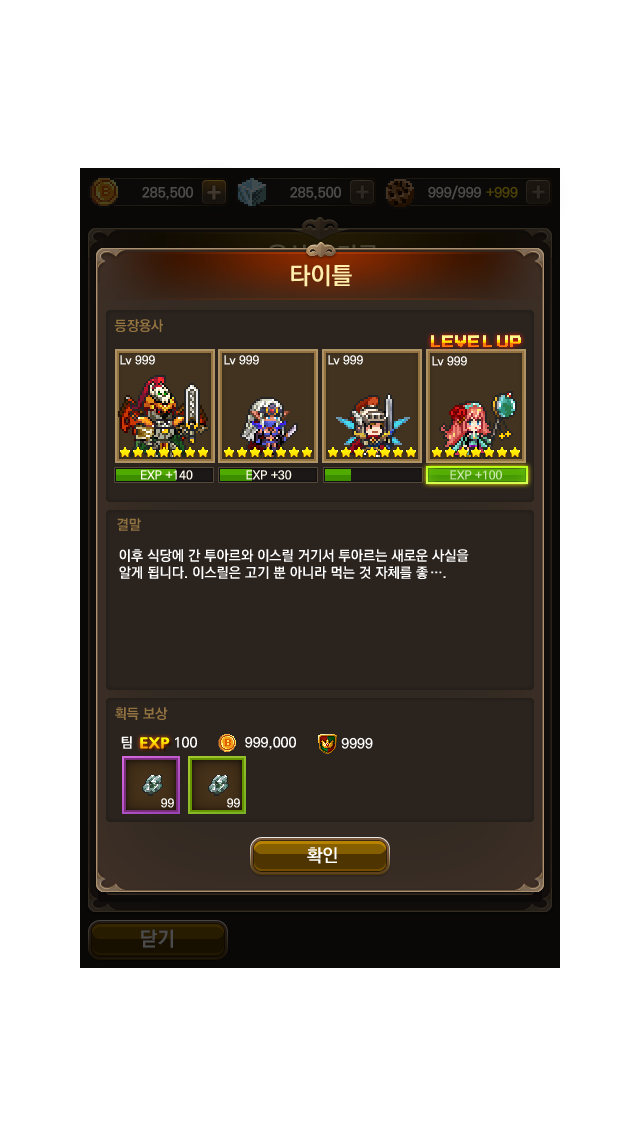 285,500 285,500 999/999 +999
타이틀
등장용사
LEVEL UP
Lv 999 Lv 999 Lv 999 Lv 999
EXP +140 EXP +30 EXP +100
결말
이후 식당에 간 투아르와 이스릴 거기서 투아르는 새로운 사실을
알게 됩니다. 이스릴은 고기 뿐 아니라 먹는 것 자체를 좋….
획득 보상
팀 EXP 100 999,000 9999
99 99
확인
닫기